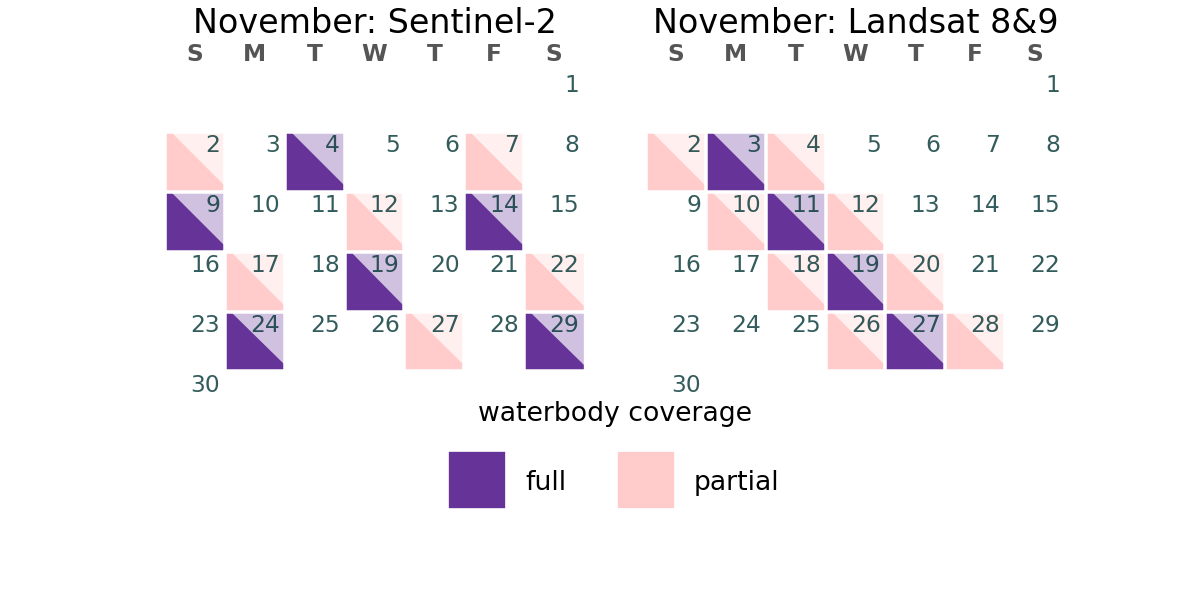 November: Sentinel-2
S M T W T F S
1
2 3 4 5 6 7 8
9 10 11 12 13 14 15
16 17 18 19 20 21 22
23 24 25 26 27 28 29
30
November: Landsat 8&9
S M T W T F S
1
2 3 4 5 6 7 8
9 10 11 12 13 14 15
16 17 18 19 20 21 22
23 24 25 26 27 28 29
30
waterbody coverage
full partial